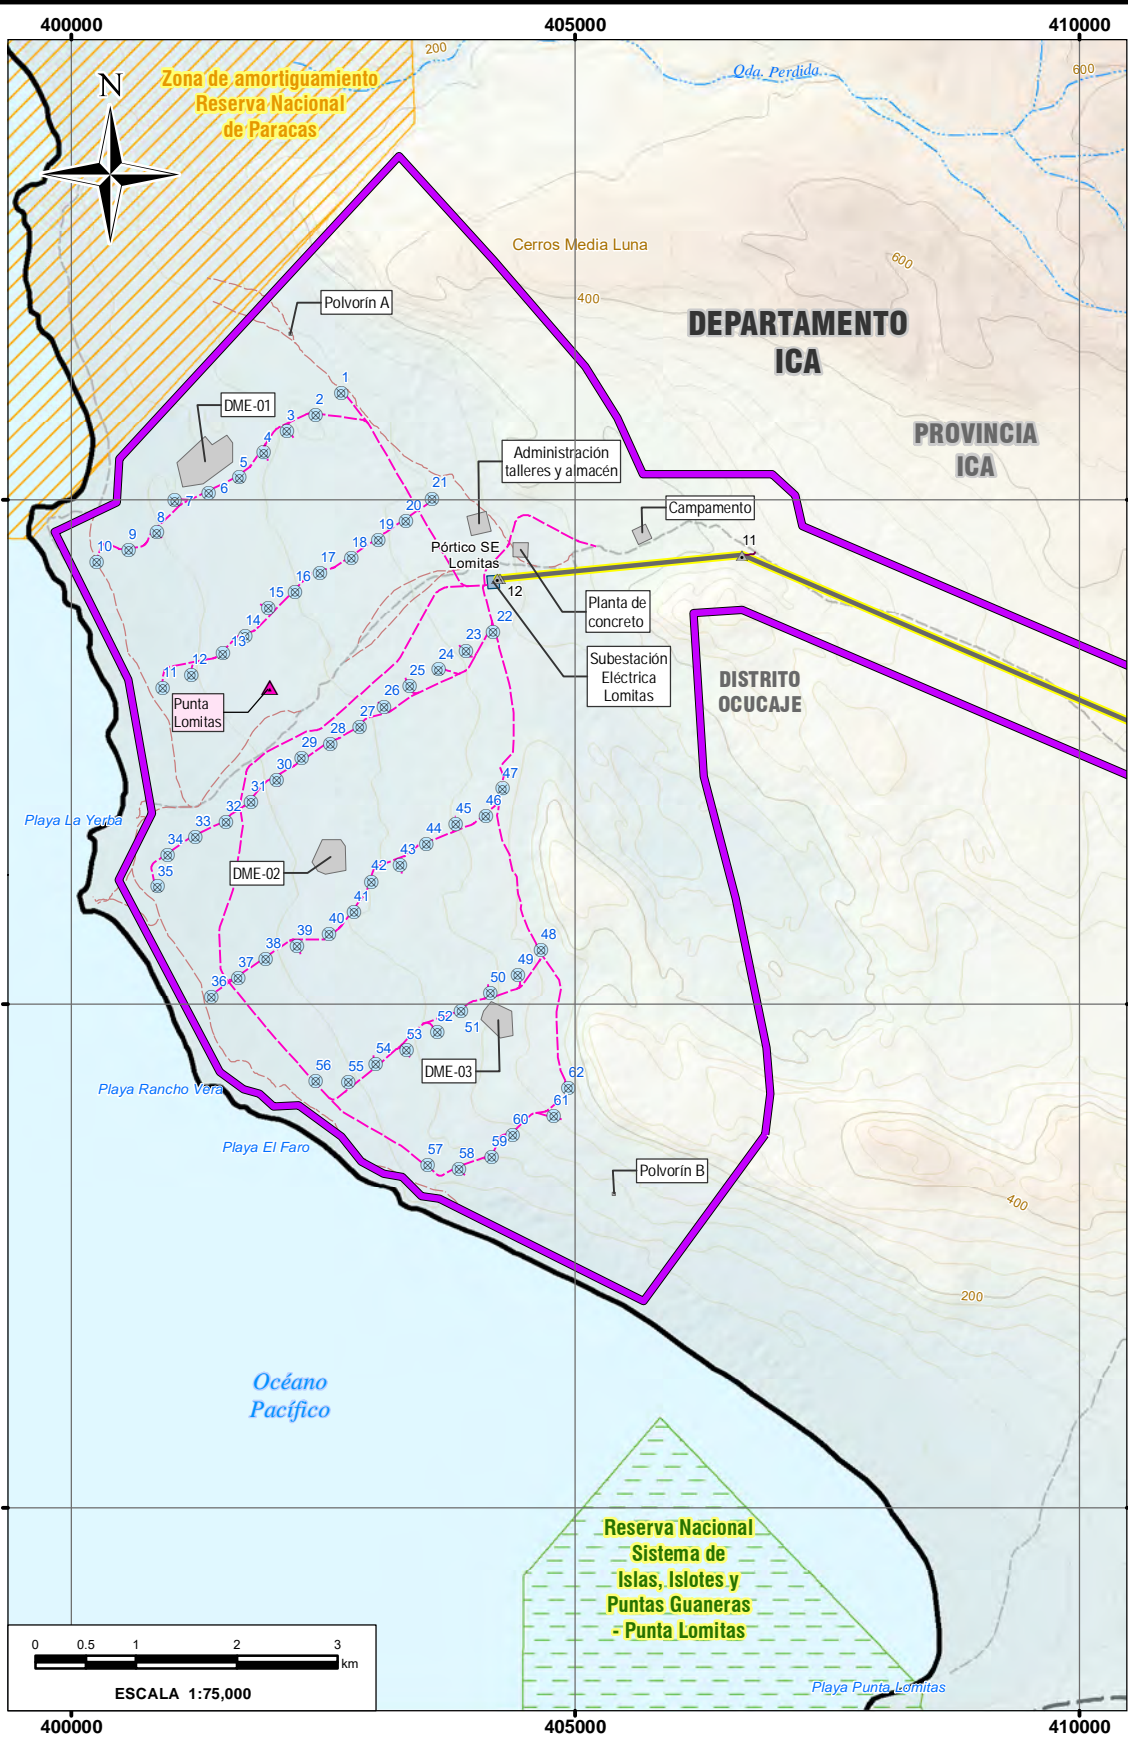 400000
405000
410000
200
Zona de amortiguamiento
Reserva Nacional
de Paracas
N
Qda. Perdida
600
Cerros Media Luna
600
400
Polvorín A
DEPARTAMENTO
ICA
PROVINCIA
ICA
DME-01
1
2
3
4
5
6
7
8
9
10
Administración
talleres y almacén
Campamento
21
20
19
18
17
16
15
14
13
12
11
Pórtico SE
Lomitas
12
11
Planta de
concreto
Subestación
Eléctrica
Lomitas
DISTRITO
OCUCAJE
Punta
Lomitas
22
23
24
25
26
27
28
29
30
31
32
33
34
35
Playa La Yerba
DME-02
47
46
45
44
43
42
41
40
39
38
37
36
48
49
50
51
52
53
54
55
56
DME-03
Playa Rancho Vera
Playa El Faro
62
61
60
59
58
57
Polvorín B
400
200
Océano
Pacífico
Reserva Nacional
Sistema de
Islas, Islotes y
Puntas Guaneras
- Punta Lomitas
Playa Punta Lomitas
0 0.5 1 2 3
km
ESCALA 1:75,000
400000
405000
410000